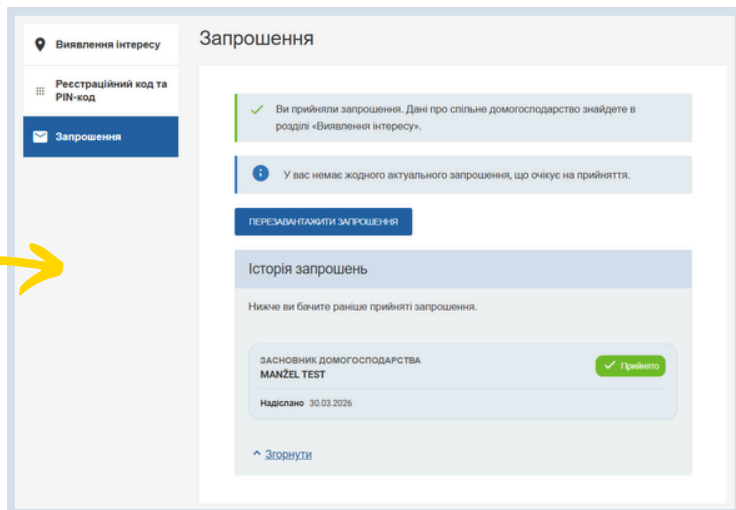 Виявлення інтересу
Реєстраційний код та
PIN-код
Запрошення
Запрошення
Ви прийняли запрошення. Дані про спільне домогосподарство знайдете в
розділі «Виявлення інтересу».
У вас немає жодного актуального запрошення, що очікує на прийняття.
ПЕРЕЗАВАНТАЖИТИ ЗАПРОШЕННЯ
Історія запрошень
Нижче ви бачите раніше прийняті запрошення.
ЗАСНОВНИК ДОМОГОСПОДАРСТВА
MANŽEL TEST
Прийнято
Надіслано 30.03.2026
Згорнути